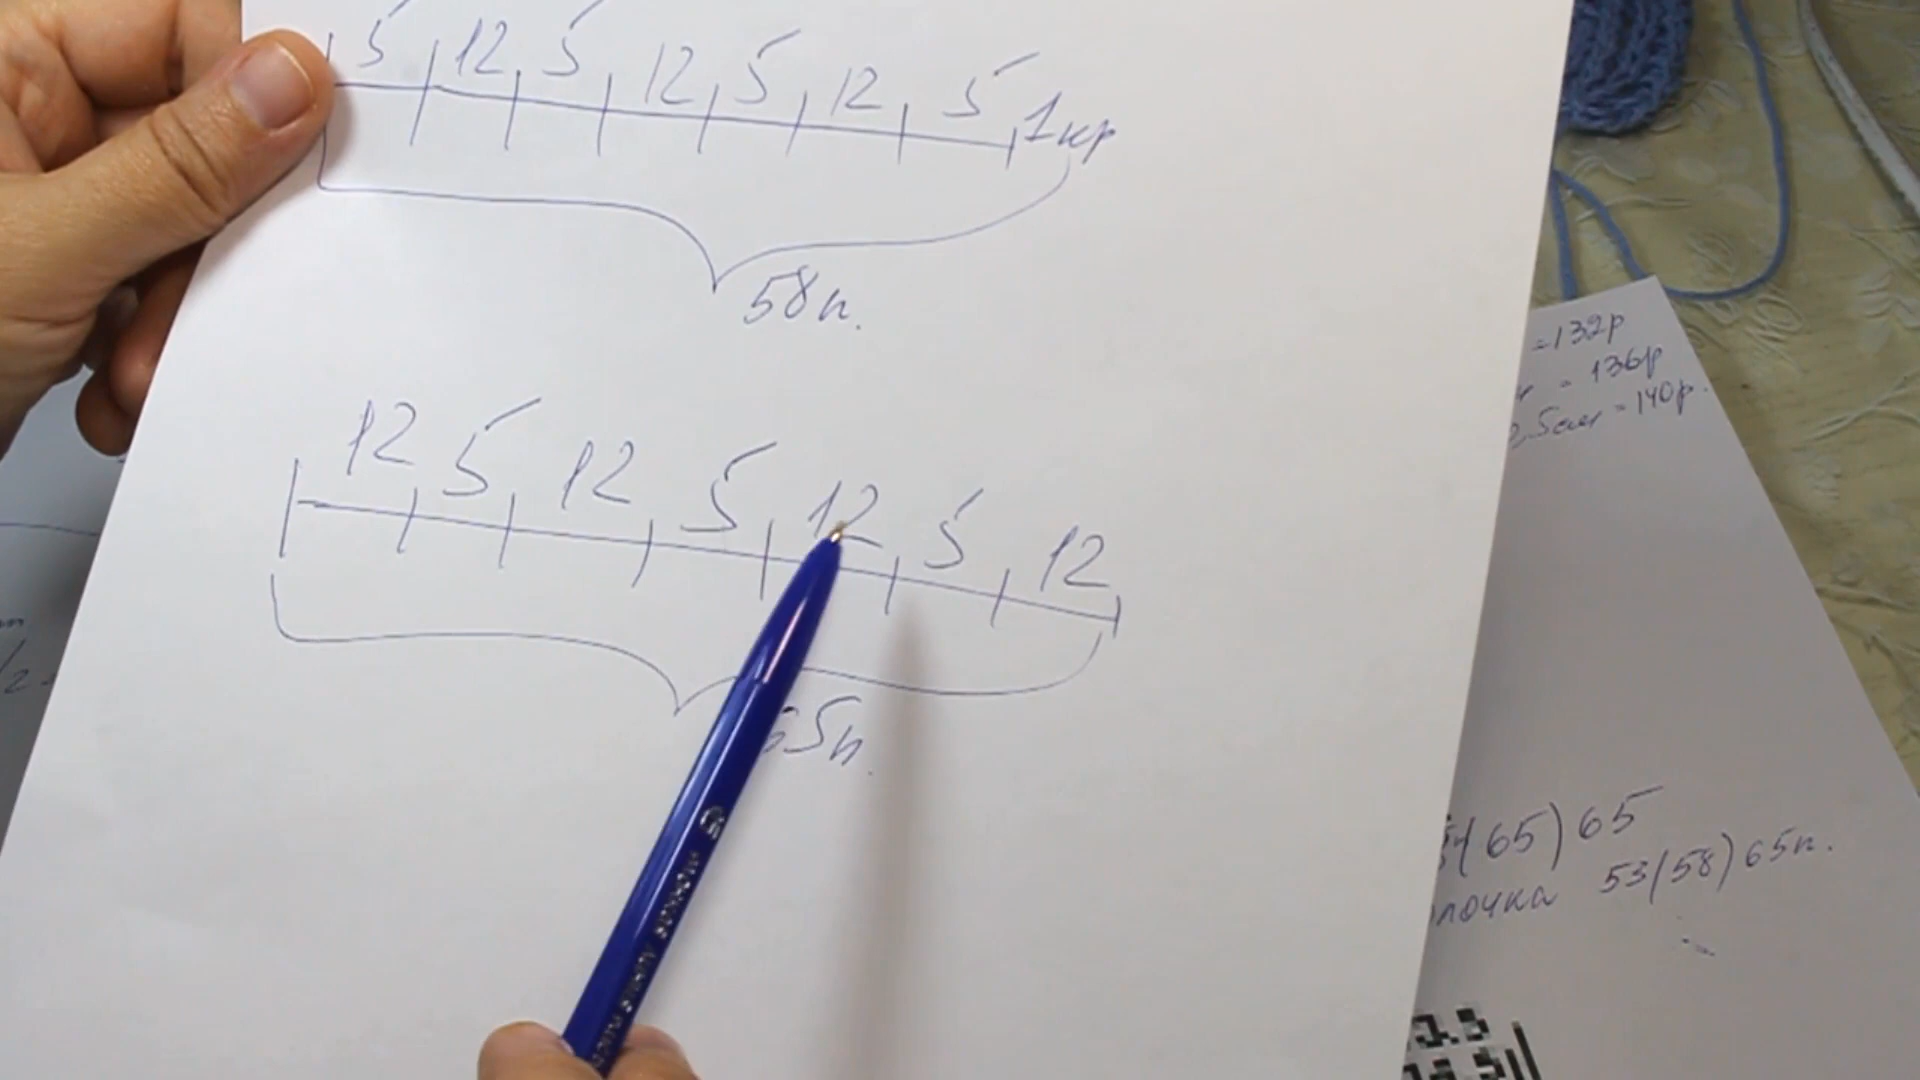 5 12 5 12 5 12 5 1кр
58п.
12 5 12 5 12 5 12
65п.
=132р
= 136р
5см = 140р.
(65) 65
53(58) 65п.